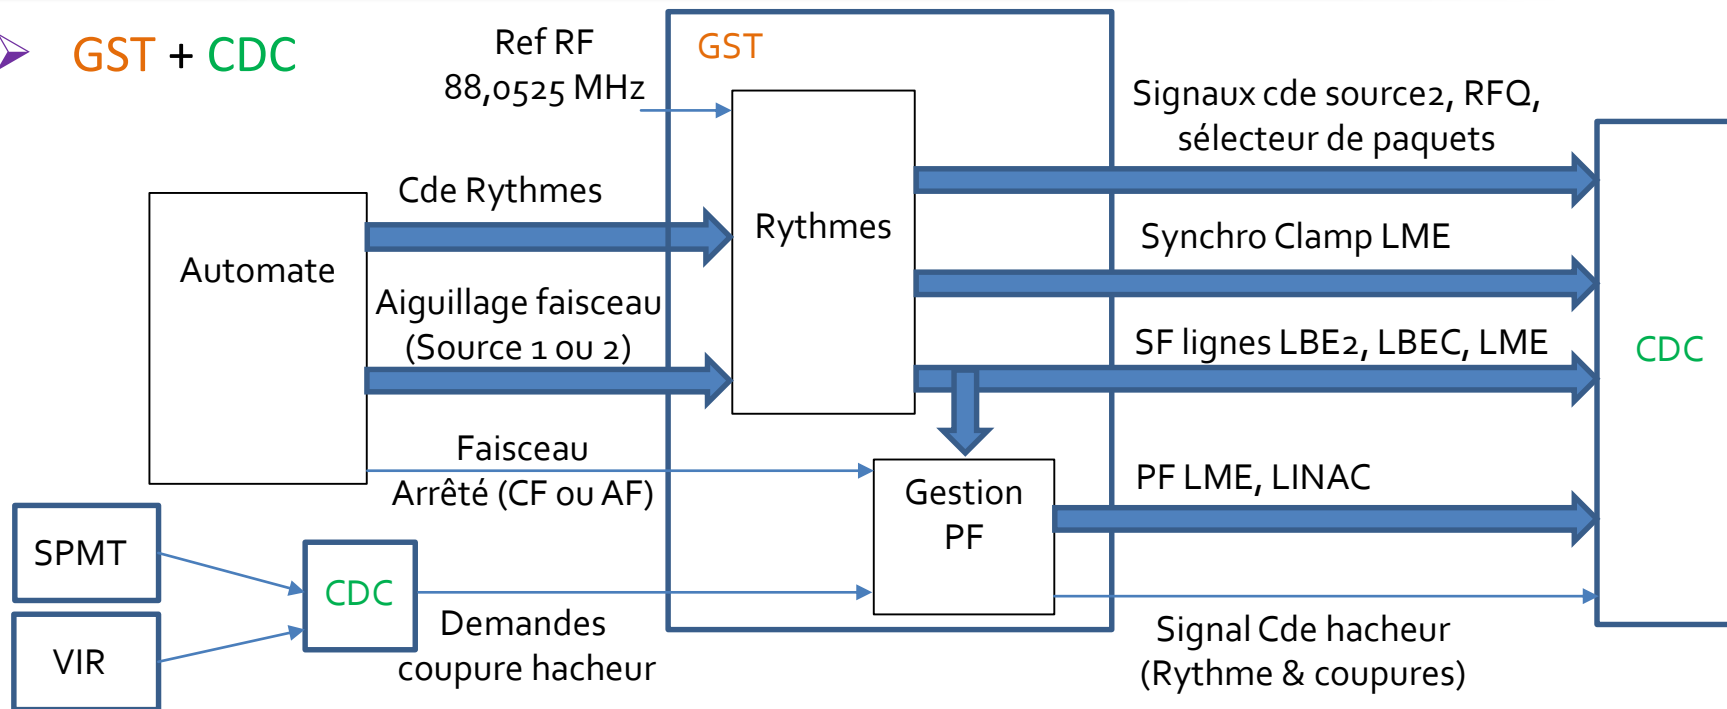 GST + CDC
Ref RF
88,0525 MHz
GST
Signaux cde source2, RFQ,
sélecteur de paquets
Cde Rythmes
Rythmes
Automate
Synchro Clamp LME
Aiguillage faisceau
(Source 1 ou 2)
SF lignes LBE2, LBEC, LME
CDC
Faisceau
Arrêté (CF ou AF)
Gestion
PF
PF LME, LINAC
SPMT
CDC
VIR
Demandes
coupure hacheur
Signal Cde hacheur
(Rythme & coupures)